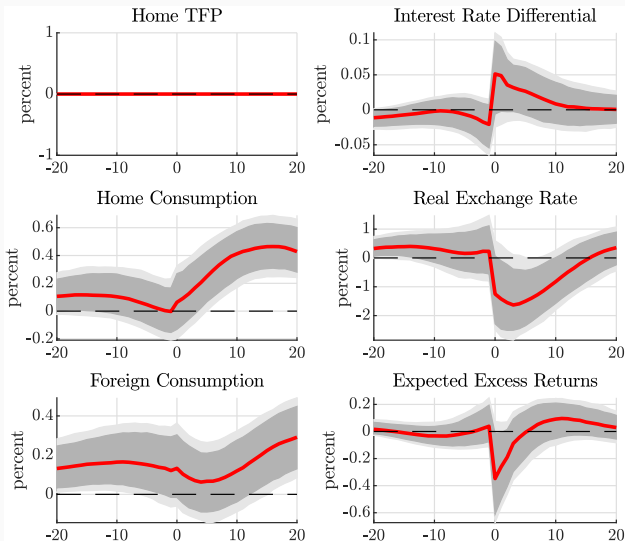 Home TFP
percent
1
0
-1
-20 -10 0 10 20
Interest Rate Differential
percent
0.1
0.05
0
-0.05
-20 -10 0 10 20
Home Consumption
percent
0.6
0.4
0.2
0
-0.2
-20 -10 0 10 20
Real Exchange Rate
percent
1
0
-1
-2
-20 -10 0 10 20
Foreign Consumption
percent
0.4
0.2
0
-20 -10 0 10 20
Expected Excess Returns
percent
0.2
0
-0.2
-0.4
-0.6
-20 -10 0 10 20